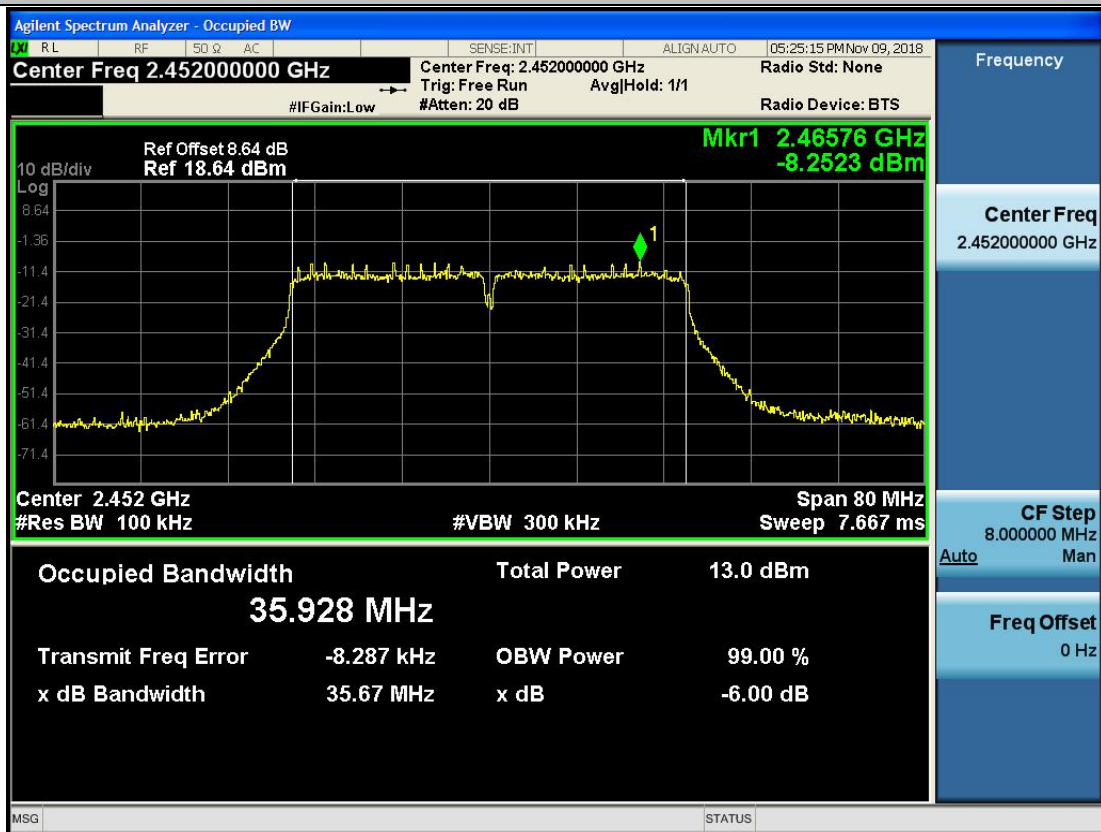 Agilent Spectrum Analyzer - Occupied BW
LXI RL RF 50 Ω AC SENSE:INT ALIGN AUTO 05:25:15 PM Nov 09, 2018
Center Freq 2.452000000 GHz
Center Freq: 2.452000000 GHz Radio Std: None
Trig: Free Run Avg|Hold: 1/1
#IFGain:Low #Atten: 20 dB Radio Device: BTS
Mkr1 2.46576 GHz
-8.2523 dBm
Ref Offset 8.64 dB
10 dB/div Ref 18.64 dBm
Log
8.64
-1.36
-11.4
-21.4
-31.4
-41.4
-51.4
-61.4
-71.4
1
Center 2.452 GHz Span 80 MHz
#Res BW 100 kHz #VBW 300 kHz Sweep 7.667 ms
Occupied Bandwidth Total Power 13.0 dBm
35.928 MHz
Transmit Freq Error -8.287 kHz OBW Power 99.00 %
x dB Bandwidth 35.67 MHz x dB -6.00 dB
Frequency
Center Freq
2.452000000 GHz
CF Step
8.000000 MHz
Auto Man
Freq Offset
0 Hz
MSG STATUS